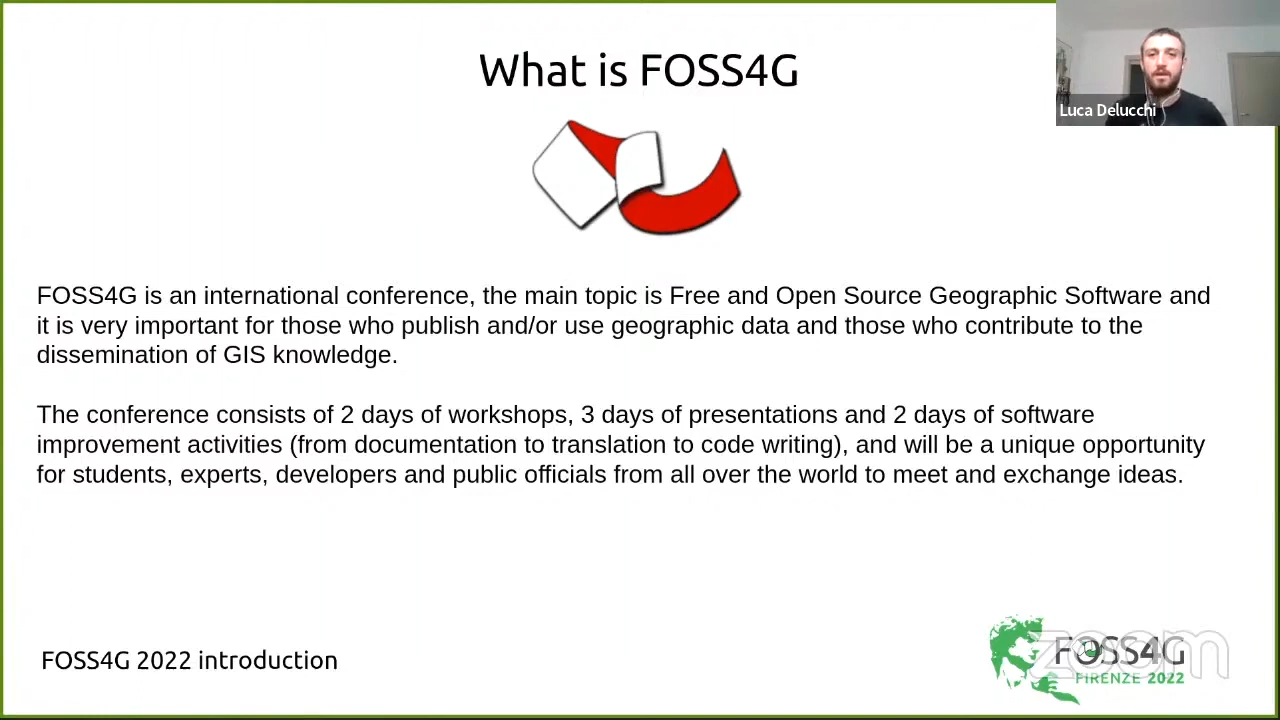 What is FOSS4G
Luca Delucchi
FOSS4G is an international conference, the main topic is Free and Open Source Geographic Software and
it is very important for those who publish and/or use geographic data and those who contribute to the
dissemination of GIS knowledge.
The conference consists of 2 days of workshops, 3 days of presentations and 2 days of software
improvement activities (from documentation to translation to code writing), and will be a unique opportunity
for students, experts, developers and public officials from all over the world to meet and exchange ideas.
FOSS4G 2022 introduction
FOSS4G
zoom
FIRENZE 2022